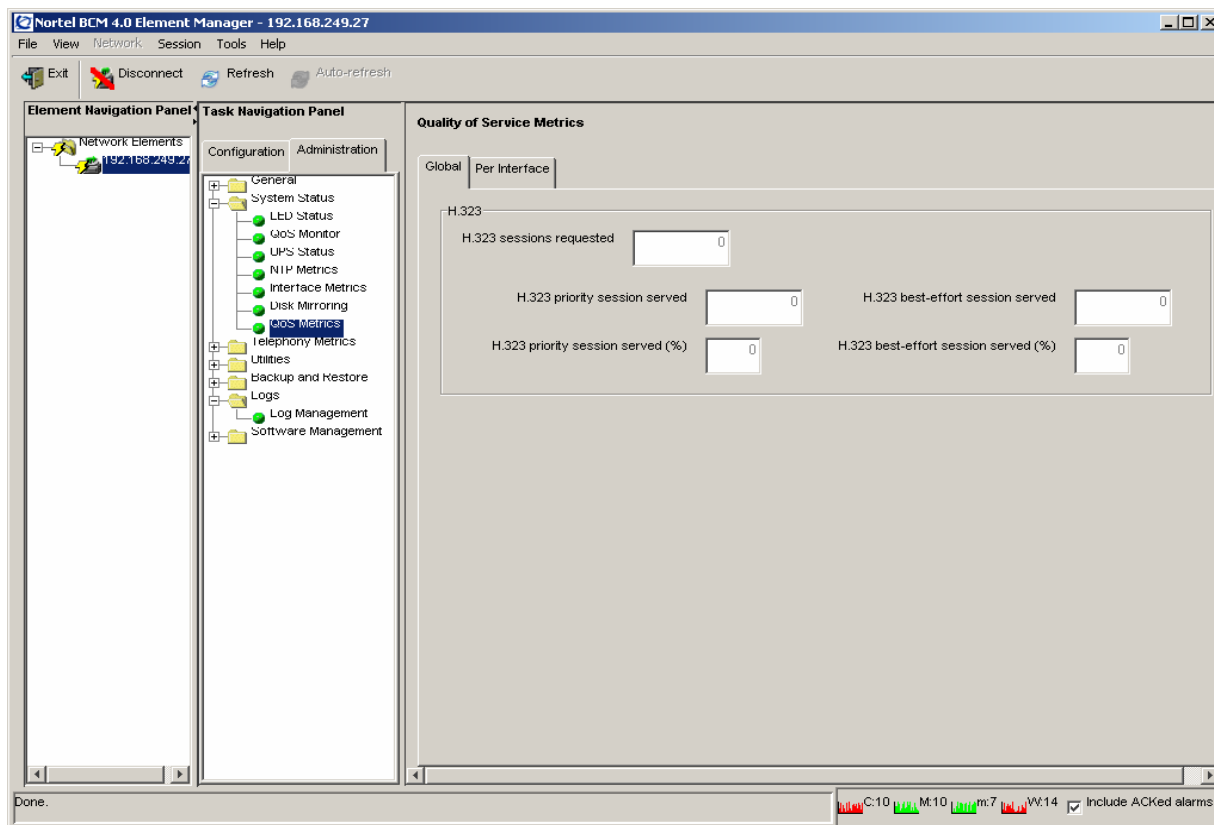 Nortel BCM 4.0 Element Manager - 192.168.249.27
File View Network Session Tools Help
Exit Disconnect Refresh Auto-refresh
Element Navigation Panel
Network Elements
192.168.249.27
Task Navigation Panel
Configuration Administration
General
System Status
LED Status
QoS Monitor
UPS Status
NTP Metrics
Interface Metrics
Disk Mirroring
QoS Metrics
Telephony Metrics
Utilities
Backup and Restore
Logs
Log Management
Software Management
Quality of Service Metrics
Global Per Interface
H.323
H.323 sessions requested 0
H.323 priority session served 0 H.323 best-effort session served 0
H.323 priority session served (%) 0 H.323 best-effort session served (%) 0
Done.
C:10 M:10 m:7 W:14 Include ACKed alarms